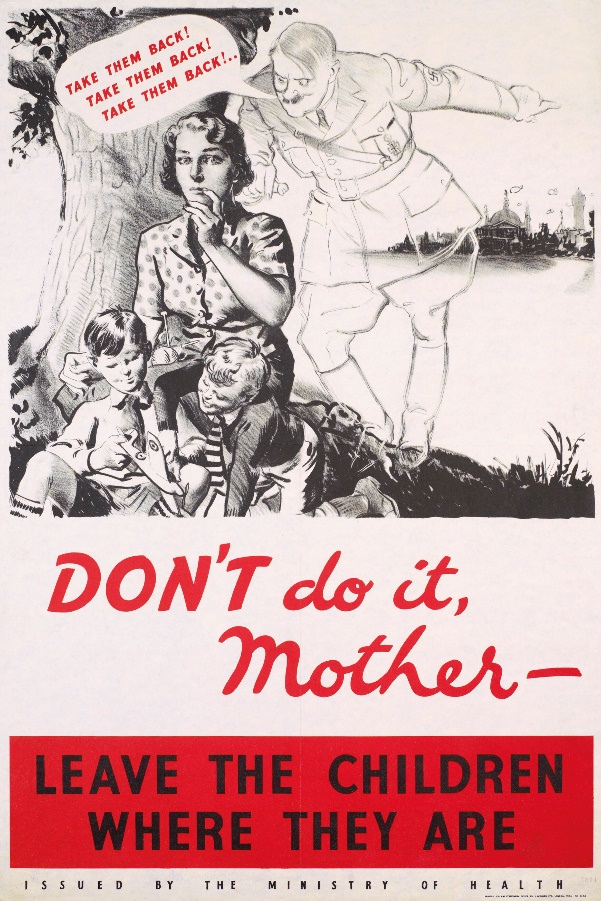 TAKE THEM BACK!
TAKE THEM BACK!
TAKE THEM BACK!..
DON'T do it,
Mother—
LEAVE THE CHILDREN
WHERE THEY ARE
ISSUED BY THE MINISTRY OF HEALTH